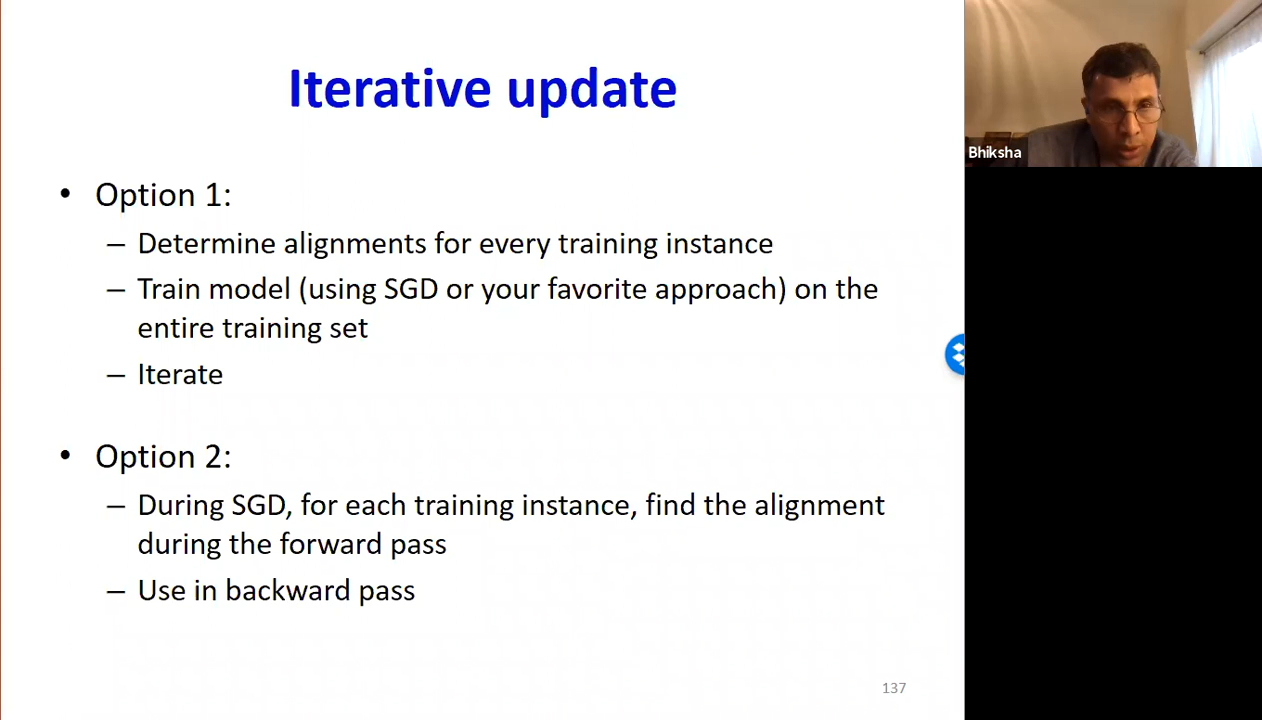 Iterative update
• Option 1:
– Determine alignments for every training instance
– Train model (using SGD or your favorite approach) on the
entire training set
– Iterate
• Option 2:
– During SGD, for each training instance, find the alignment
during the forward pass
– Use in backward pass
137
Bhiksha